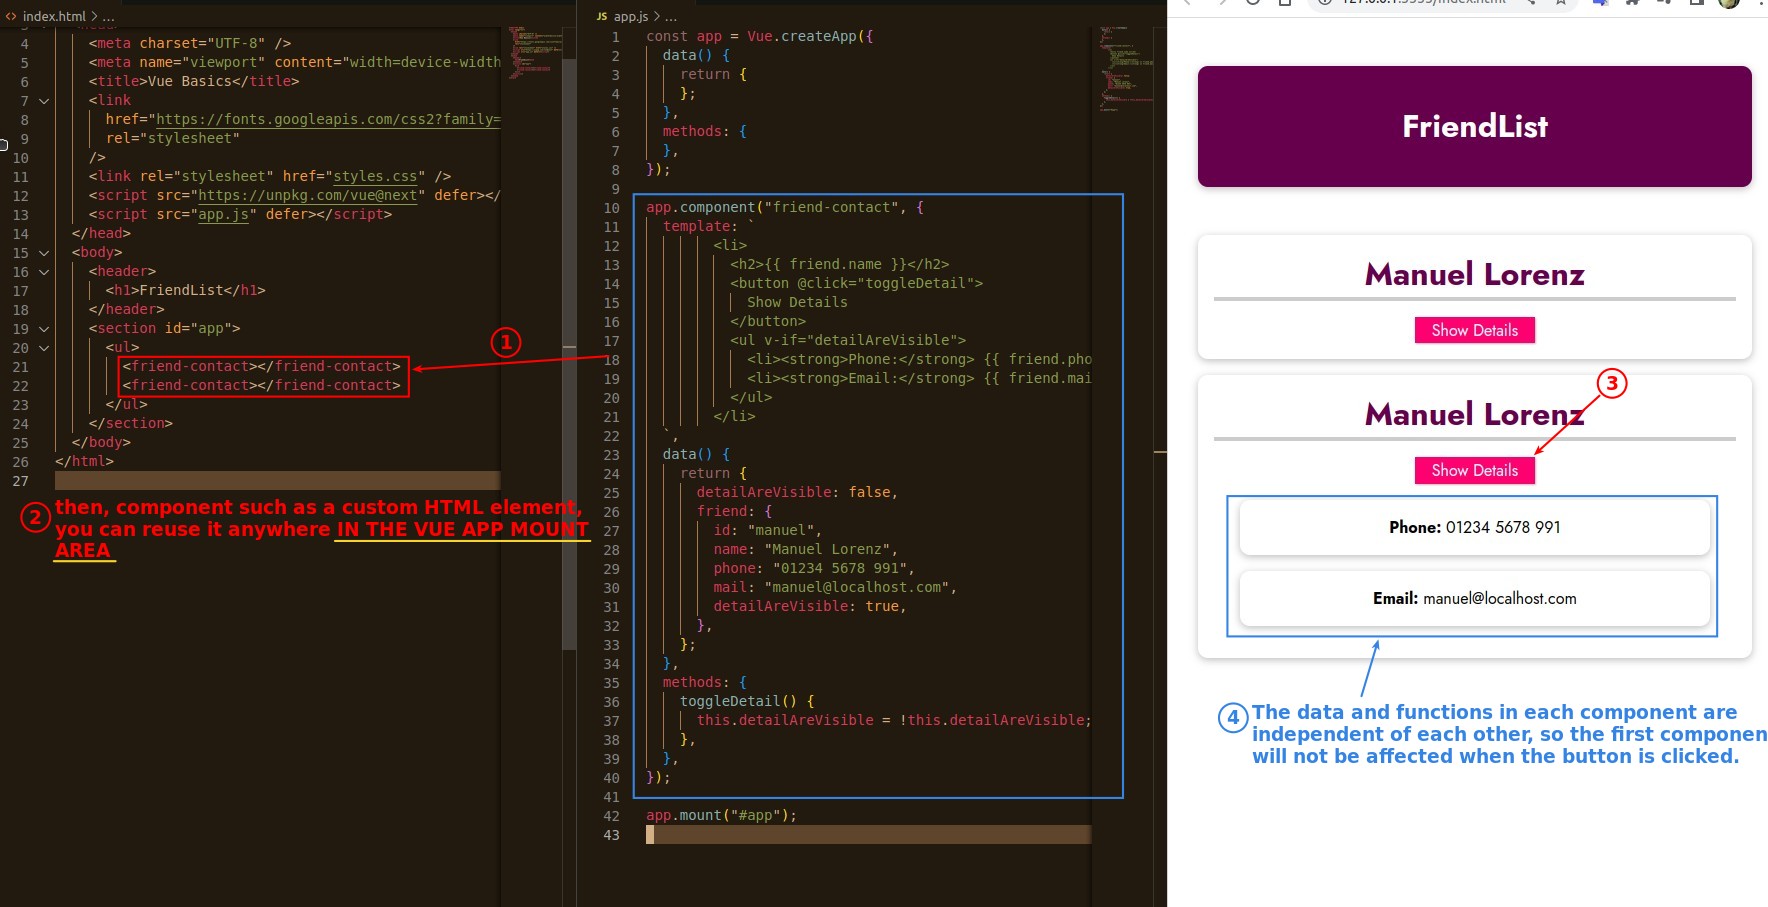 index.html > ...
4 <meta charset="UTF-8" />
5 <meta name="viewport" content="width=device-width
6 <title>Vue Basics</title>
7 <link
8 href="https://fonts.googleapis.com/css2?family=
9 rel="stylesheet"
10 />
11 <link rel="stylesheet" href="styles.css" />
12 <script src="https://unpkg.com/vue@next" defer></
13 <script src="app.js" defer></script>
14 </head>
15 <body>
16 <header>
17 <h1>FriendList</h1>
18 </header>
19 <section id="app">
20 <ul>
21 <friend-contact></friend-contact>
22 <friend-contact></friend-contact>
23 </ul>
24 </section>
25 </body>
26 </html>
27
1
2 then, component such as a custom HTML element,
you can reuse it anywhere IN THE VUE APP MOUNT
AREA
JS app.js > ...
1 const app = Vue.createApp({
2 data() {
3 return {
4 };
5 },
6 methods: {
7 },
8 });
9
10 app.component("friend-contact", {
11 template: `
12 <li>
13 <h2>{{ friend.name }}</h2>
14 <button @click="toggleDetail">
15 Show Details
16 </button>
17 <ul v-if="detailAreVisible">
18 <li><strong>Phone:</strong> {{ friend.pho
19 <li><strong>Email:</strong> {{ friend.mai
20 </ul>
21 </li>
22 `,
23 data() {
24 return {
25 detailAreVisible: false,
26 friend: {
27 id: "manuel",
28 name: "Manuel Lorenz",
29 phone: "01234 5678 991",
30 mail: "manuel@localhost.com",
31 detailAreVisible: true,
32 },
33 };
34 },
35 methods: {
36 toggleDetail() {
37 this.detailAreVisible = !this.detailAreVisible;
38 },
39 },
40 });
41
42 app.mount("#app");
43
FriendList
Manuel Lorenz
Show Details
3
Manuel Lorenz
Show Details
Phone: 01234 5678 991
Email: manuel@localhost.com
4 The data and functions in each component are
independent of each other, so the first componen
will not be affected when the button is clicked.